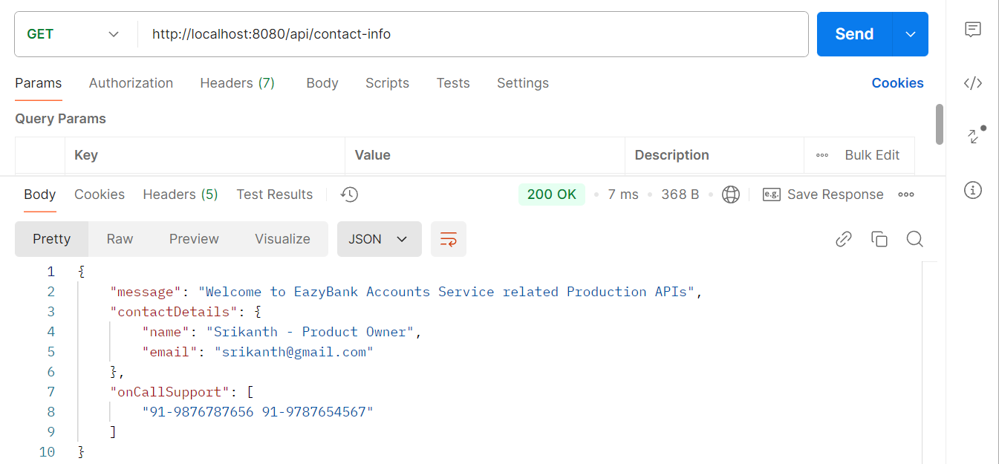 GET http://localhost:8080/api/contact-info Send
Params Authorization Headers (7) Body Scripts Tests Settings Cookies
Query Params
Key Value Description Bulk Edit
Body Cookies Headers (5) Test Results 200 OK 7 ms 368 B e.g. Save Response
Pretty Raw Preview Visualize JSON
1 {
2 "message": "Welcome to EazyBank Accounts Service related Production APIs",
3 "contactDetails": {
4 "name": "Srikanth - Product Owner",
5 "email": "srikanth@gmail.com"
6 },
7 "onCallSupport": [
8 "91-9876787656 91-9787654567"
9 ]
10 }